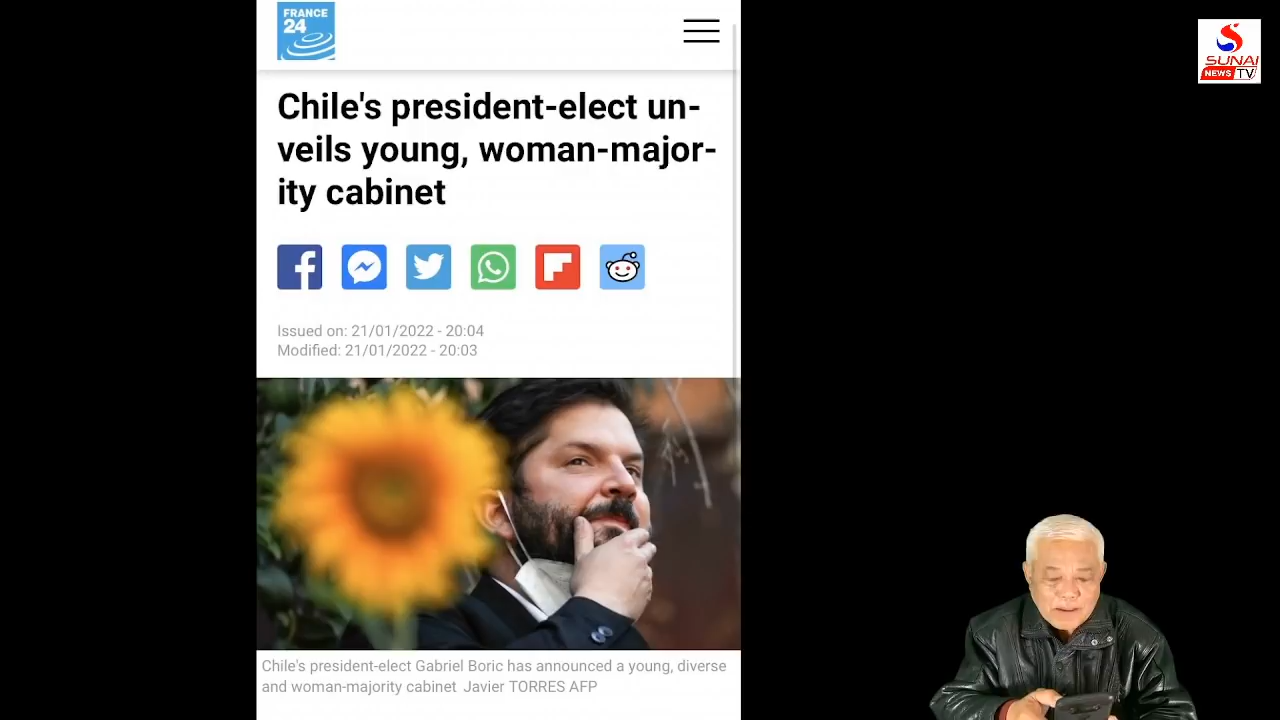 FRANCE
24
SUNAI
NEWS TV
Chile's president-elect un-
veils young, woman-major-
ity cabinet
Issued on: 21/01/2022 - 20:04
Modified: 21/01/2022 - 20:03
Chile's president-elect Gabriel Boric has announced a young, diverse
and woman-majority cabinet Javier TORRES AFP